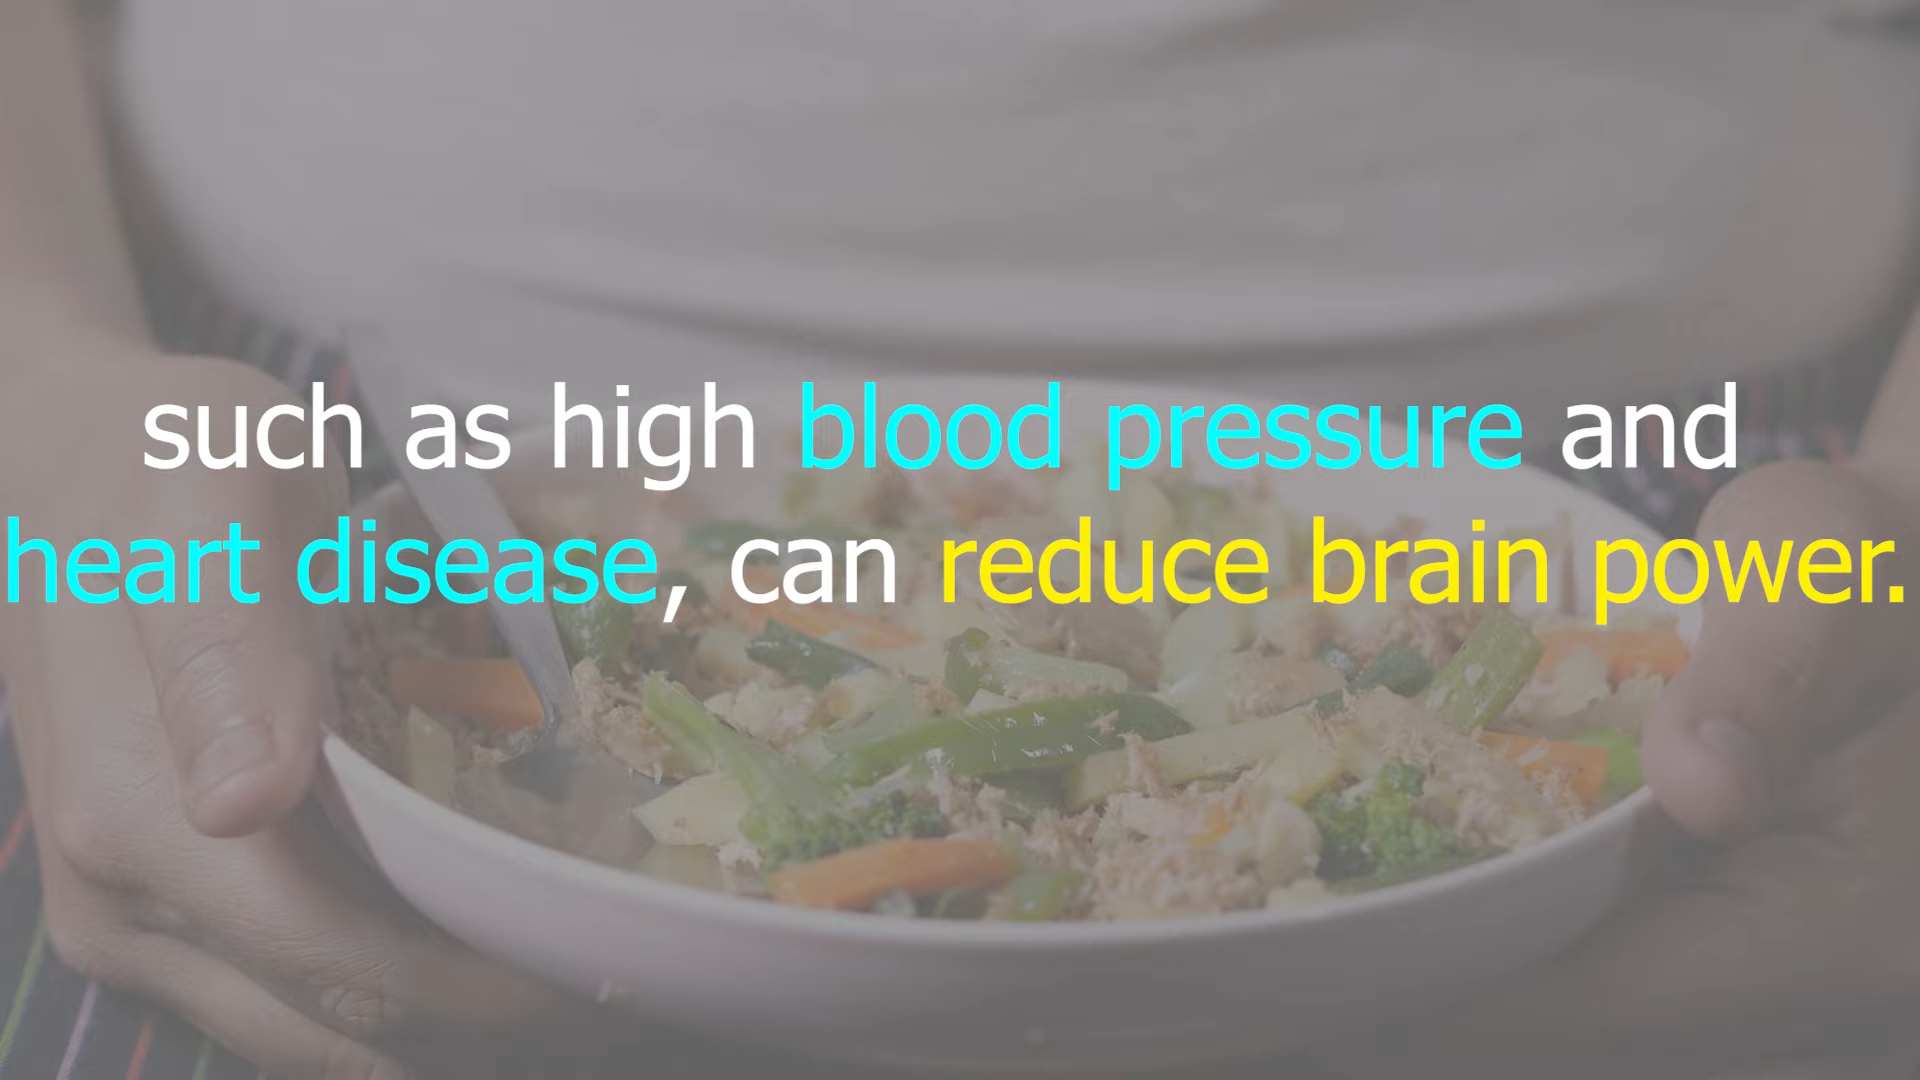 such as high blood pressure and
heart disease, can reduce brain power.